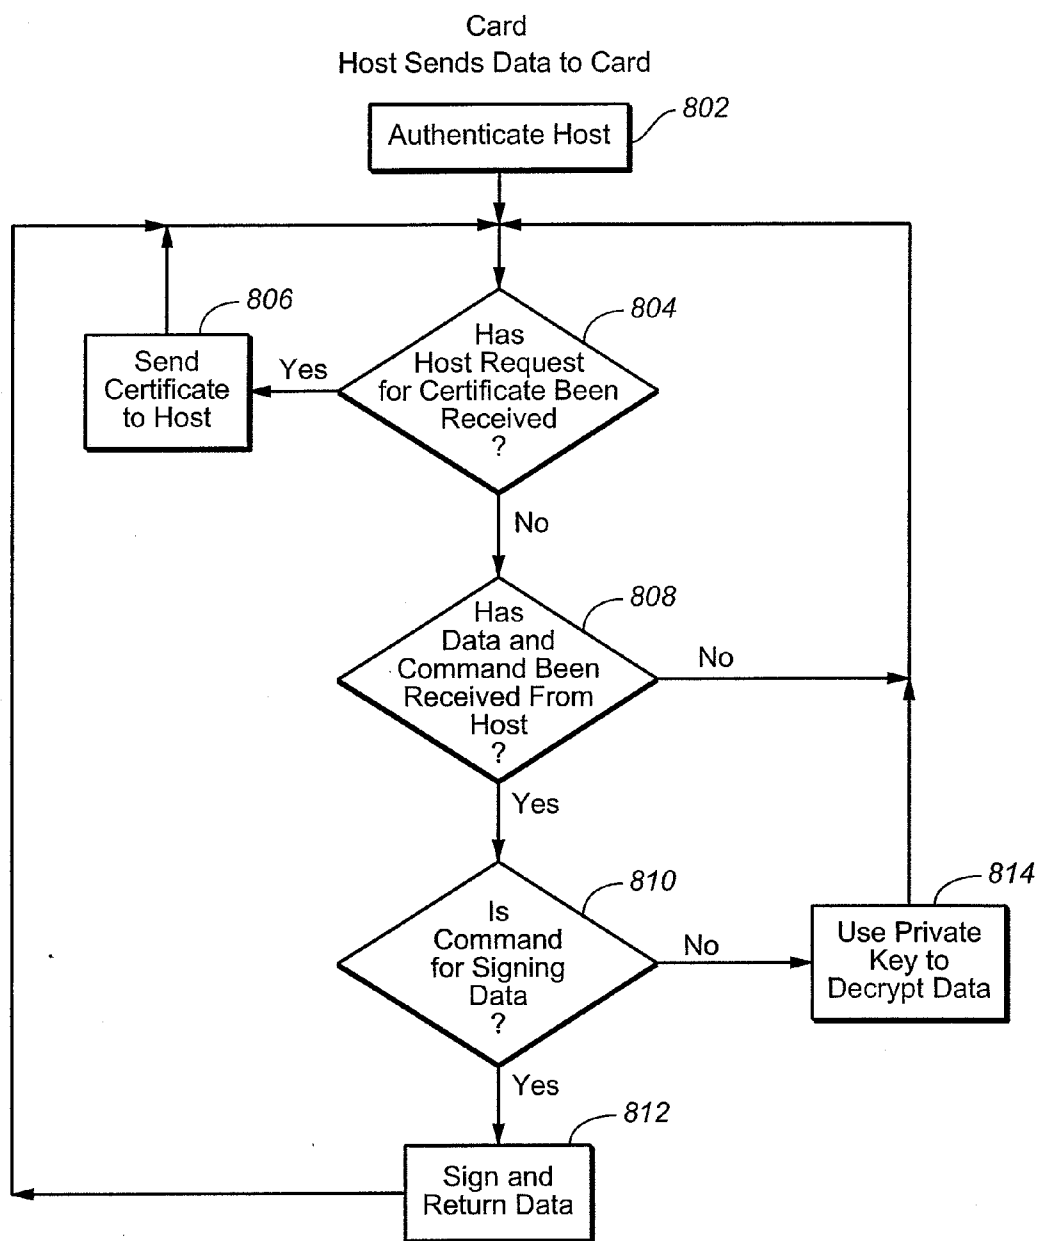 Card
Host Sends Data to Card
802
Authenticate Host
806
804
Send
Certificate
to Host
Yes
Has
Host Request
for Certificate Been
Received
?
No
808
Has
Data and
Command Been
Received From
Host
?
No
Yes
810
814
Is
Command
for Signing
Data
?
No
Use Private
Key to
Decrypt Data
Yes
812
Sign and
Return Data